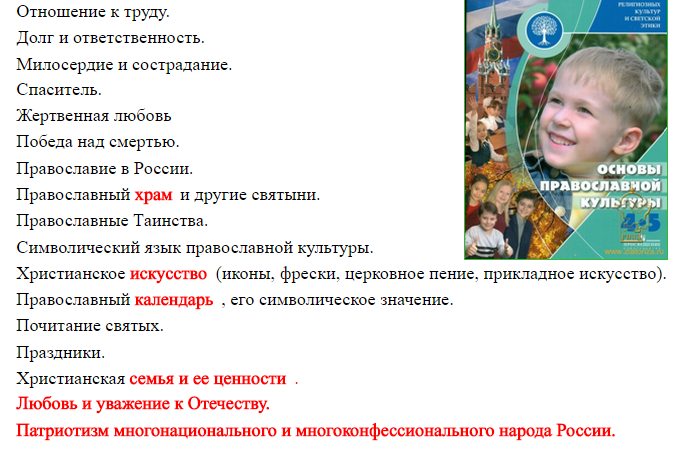 Отношение к труду.
Долг и ответственность.
Милосердие и сострадание.
Спаситель.
Жертвенная любовь
Победа над смертью.
Православие в России.
Православный храм и другие святыни.
Православные Таинства.
Символический язык православной культуры.
Христианское искусство (иконы, фрески, церковное пение, прикладное искусство).
Православный календарь , его символическое значение.
Почитание святых.
Праздники.
Христианская семья и ее ценности .
Любовь и уважение к Отечеству.
Патриотизм многонационального и многоконфессионального народа России.
РЕЛИГИОЗНЫХ
КУЛЬТУР
И СВЕТСКОЙ
ЭТИКИ
ОСНОВЫ
ПРАВОСЛАВНОЙ
КУЛЬТУРЫ
4-5